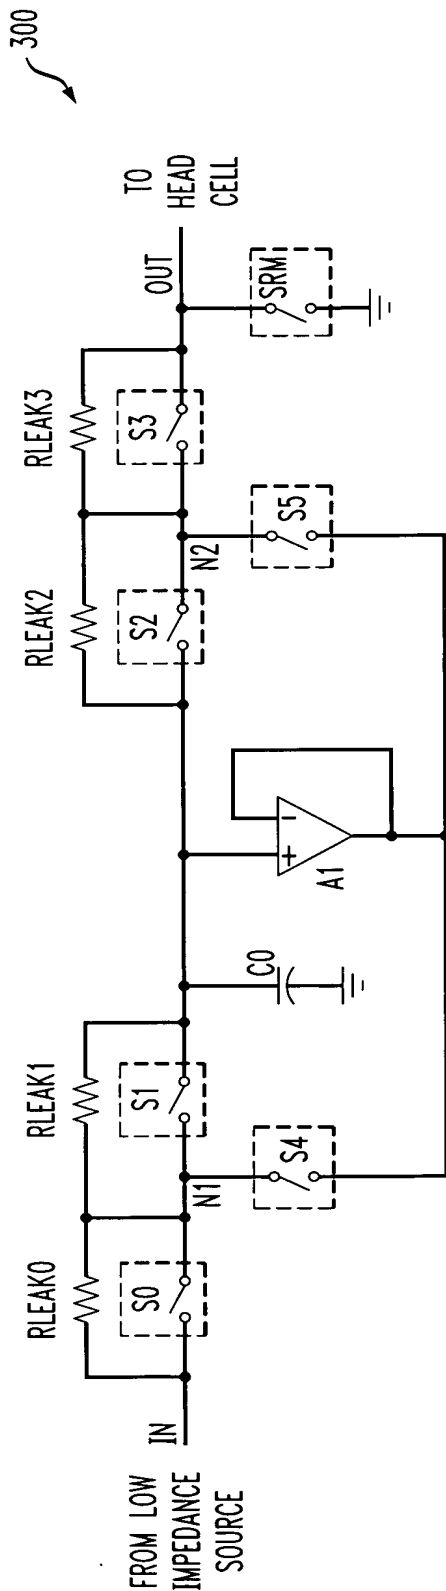 300
FROM LOW
IMPEDANCE
SOURCE
IN
RLEAK0
S0
N1
RLEAK1
S1
S4
C0
A1
+
−
RLEAK2
S2
N2
RLEAK3
S3
S5
OUT
SRM
TO
HEAD
CELL